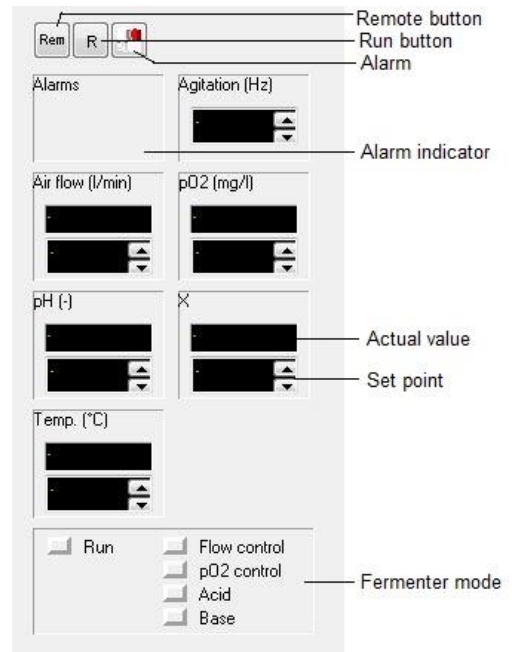 Remote button
Rem R Run button
Alarm
Alarms Agitation (Hz)
Alarm indicator
Air flow (l/min) pO2 (mg/l)
pH (-) X
Actual value
Set point
Temp. (°C)
Run Flow control
pO2 control
Acid
Base
Fermenter mode